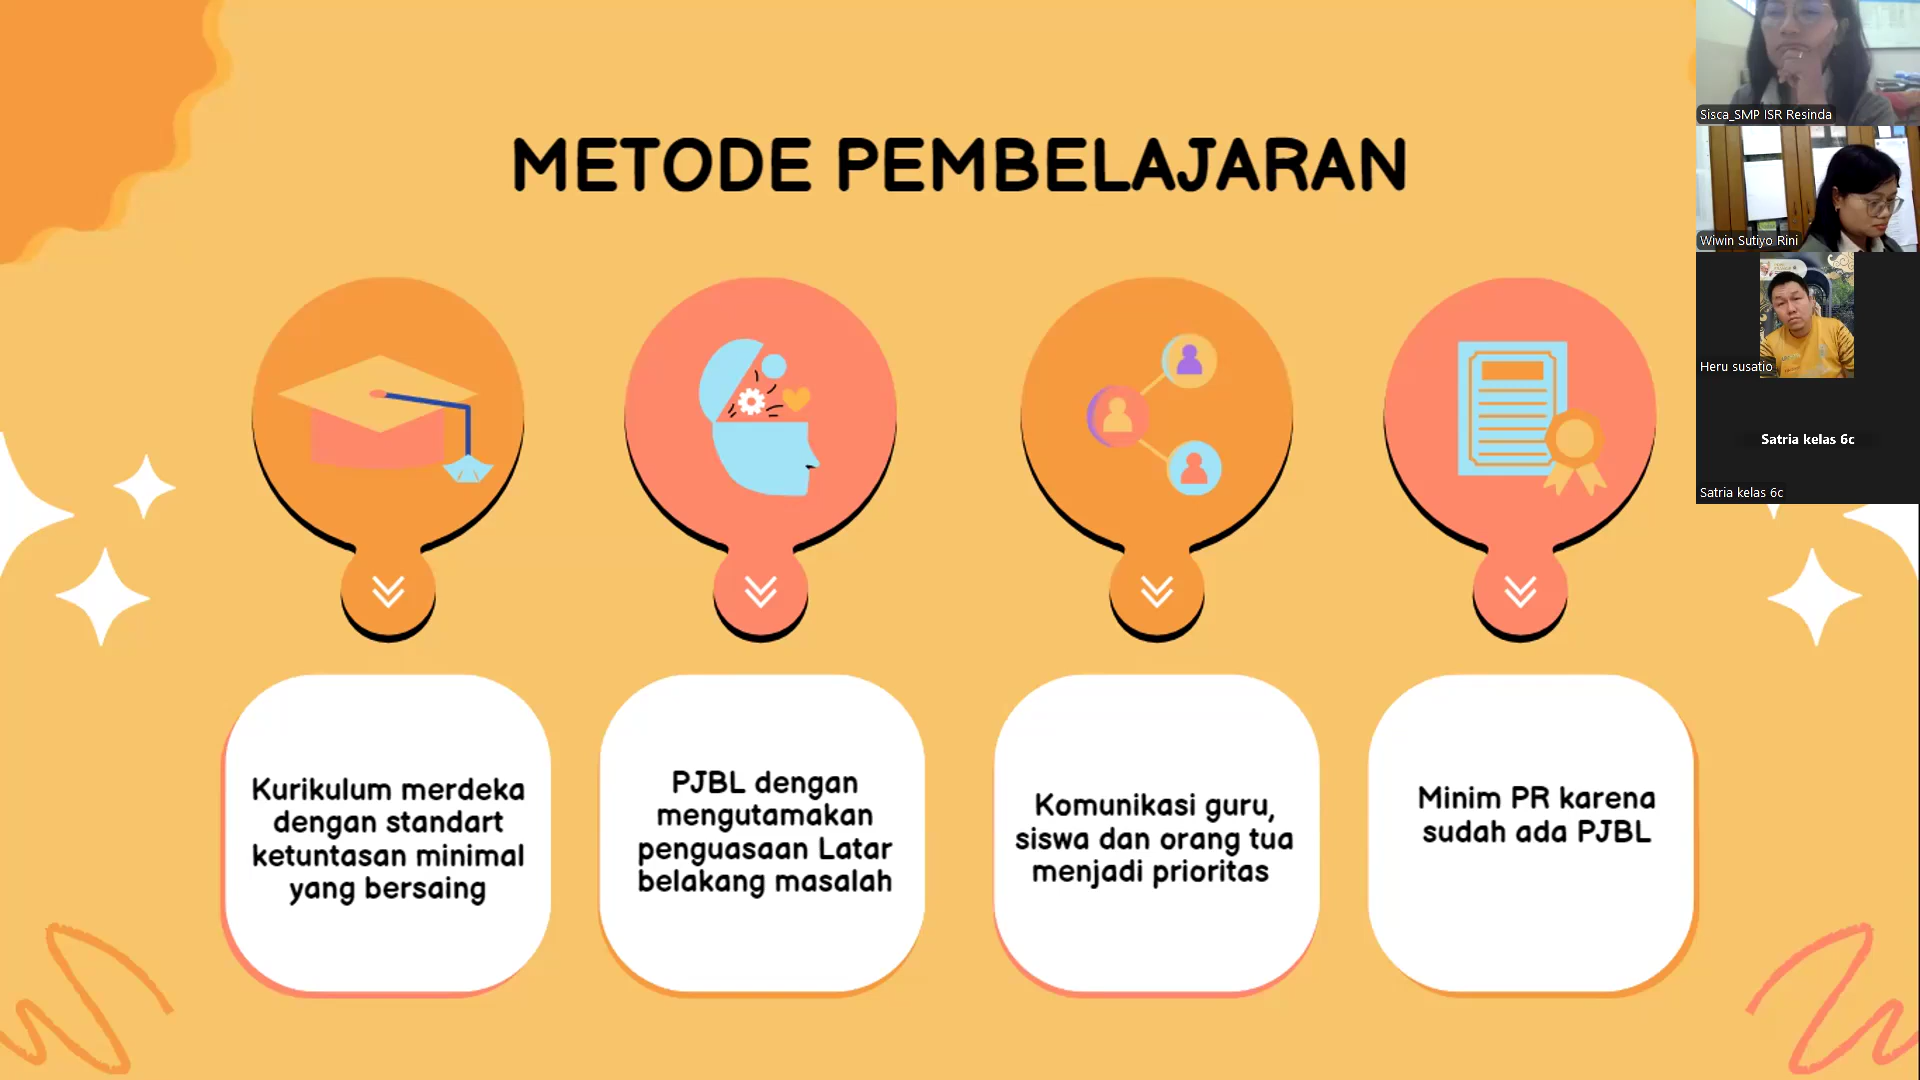 METODE PEMBELAJARAN
Kurikulum merdeka
dengan standart
ketuntasan minimal
yang bersaing
PJBL dengan
mengutamakan
penguasaan Latar
belakang masalah
Komunikasi guru,
siswa dan orang tua
menjadi prioritas
Minim PR karena
sudah ada PJBL
Sisca_SMP ISR Resinda
Wiwin Sutiyo Rini
Heru susatio
Satria kelas 6c
Satria kelas 6c